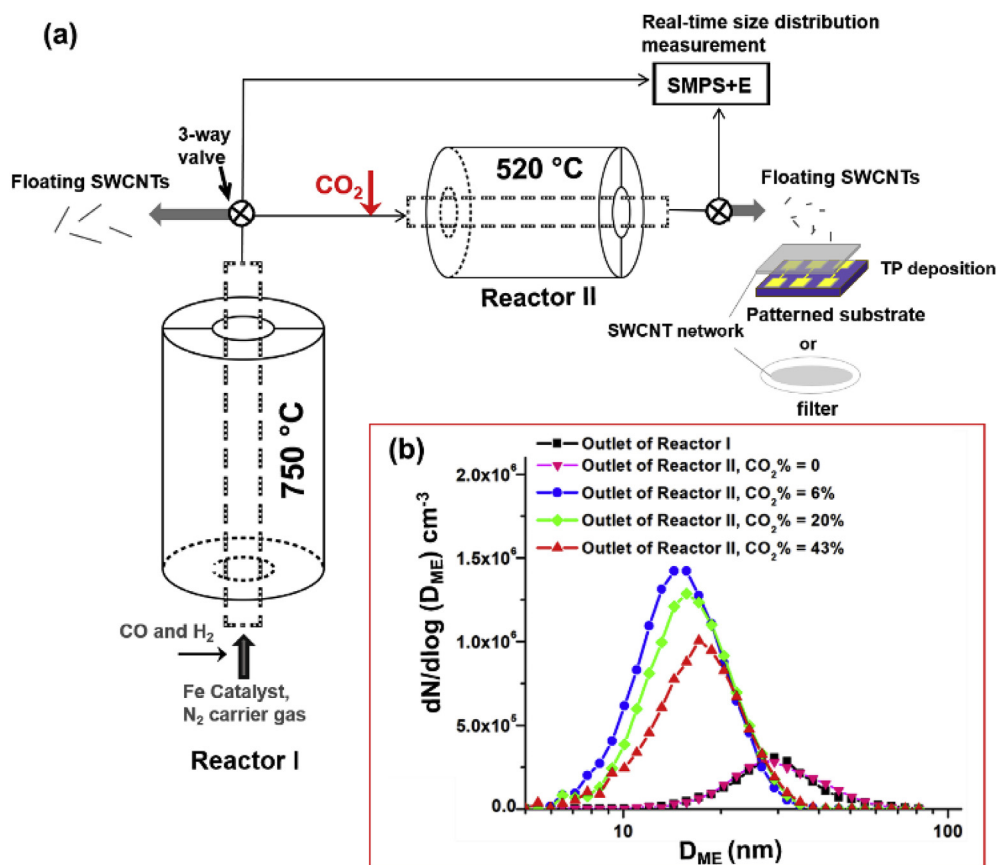 (a)
Real-time size distribution
measurement
SMPS+E
3-way
valve
Floating SWCNTs
CO₂
520 °C
Floating SWCNTs
Reactor II
TP deposition
SWCNT network
Patterned substrate
or
filter
750 °C
CO and H₂
Fe Catalyst,
N₂ carrier gas
Reactor I
(b)
Outlet of Reactor I
Outlet of Reactor II, CO₂% = 0
Outlet of Reactor II, CO₂% = 6%
Outlet of Reactor II, CO₂% = 20%
Outlet of Reactor II, CO₂% = 43%
dN/dlog (D_ME) cm⁻³
2.0x10⁶
1.5x10⁶
1.0x10⁶
5.0x10⁵
0.0
10
100
D_ME (nm)